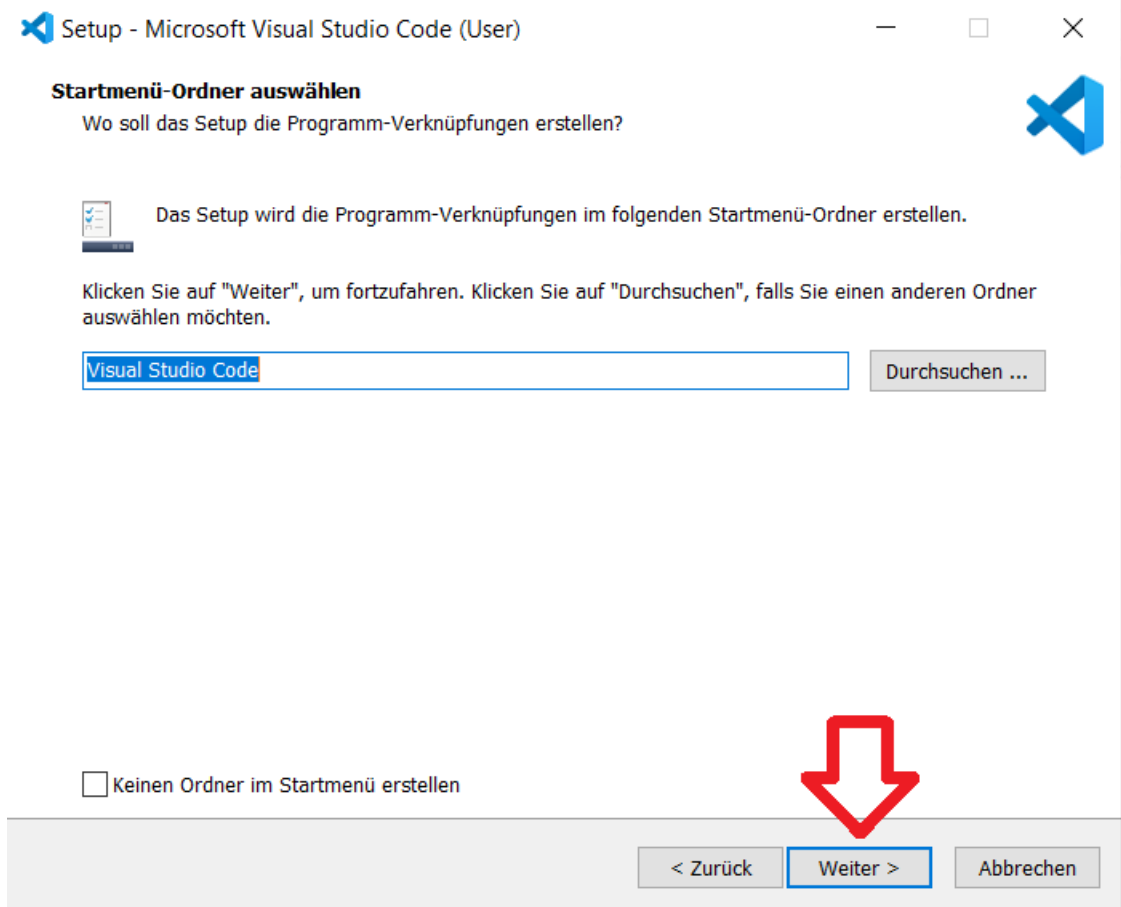 Setup - Microsoft Visual Studio Code (User)
Startmenü-Ordner auswählen
Wo soll das Setup die Programm-Verknüpfungen erstellen?
Das Setup wird die Programm-Verknüpfungen im folgenden Startmenü-Ordner erstellen.
Klicken Sie auf "Weiter", um fortzufahren. Klicken Sie auf "Durchsuchen", falls Sie einen anderen Ordner
auswählen möchten.
Visual Studio Code
Durchsuchen ...
Keinen Ordner im Startmenü erstellen
< Zurück
Weiter >
Abbrechen